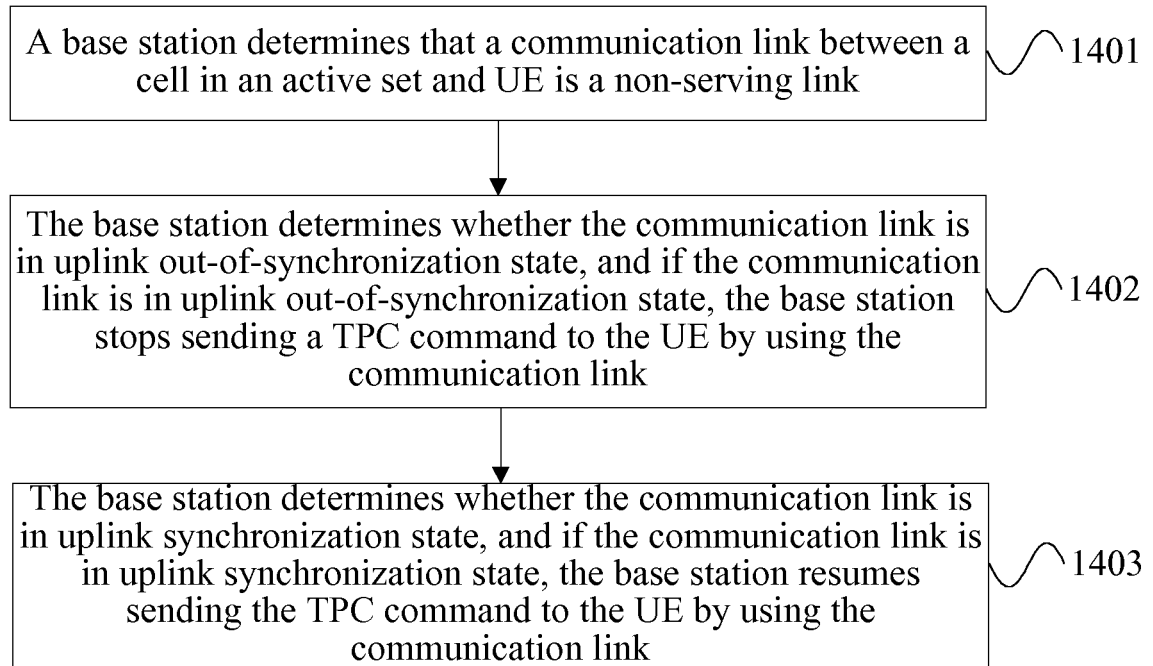 A base station determines that a communication link between a
cell in an active set and UE is a non-serving link
1401
The base station determines whether the communication link is
in uplink out-of-synchronization state, and if the communication
link is in uplink out-of-synchronization state, the base station
stops sending a TPC command to the UE by using the
communication link
1402
The base station determines whether the communication link is
in uplink synchronization state, and if the communication link is
in uplink synchronization state, the base station resumes
sending the TPC command to the UE by using the
communication link
1403